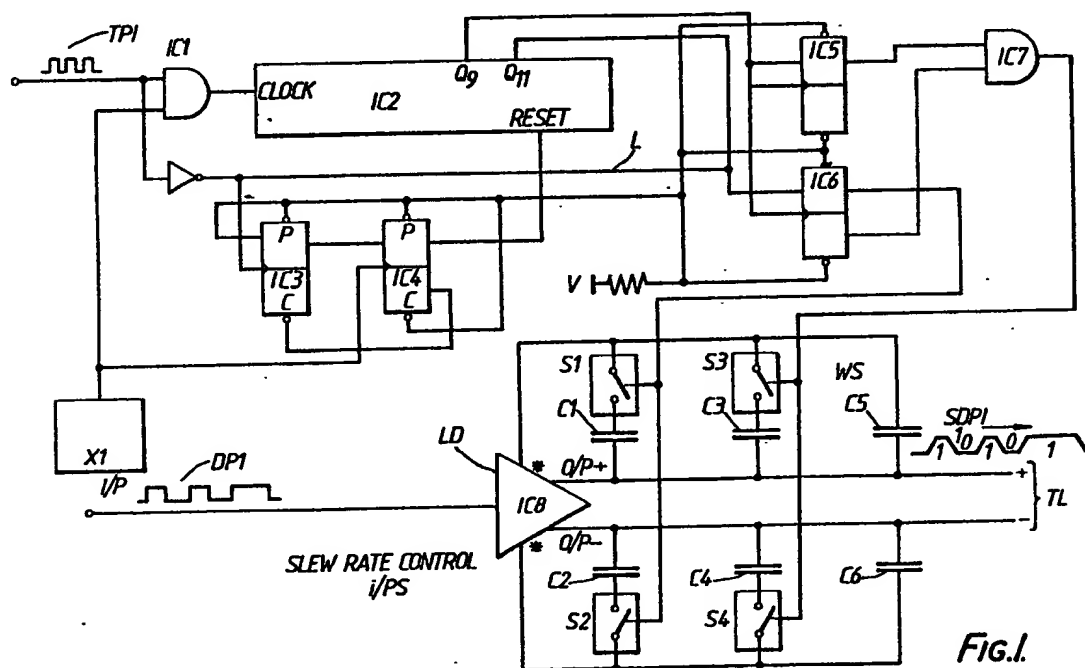 TPI
IC1
CLOCK
Q9
Q11
IC2
RESET
L
IC5
IC7
IC6
P
IC3
C
P
IC4
C
V
X1
I/P
DP1
LD
*
O/P+
IC8
*
O/P-
SLEW RATE CONTROL
i/PS
S1
C1
S3
C3
WS
C5
SDPI
1 1 0 1 0 1
+
TL
-
C2
S2
C4
S4
C6
FIG.1.